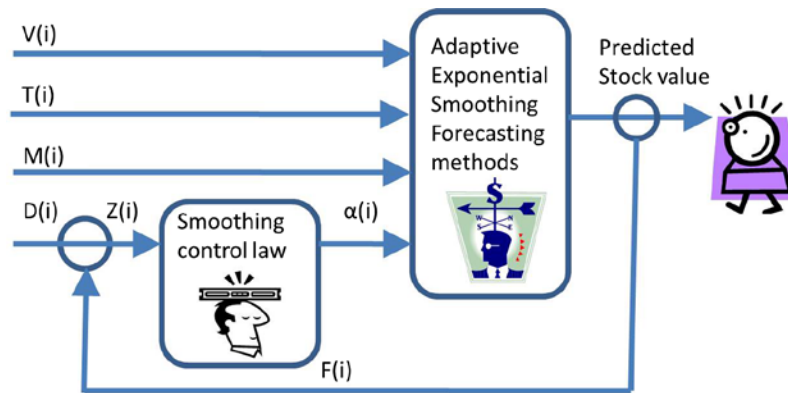 V(i)
T(i)
M(i)
D(i)
Z(i)
Smoothing
control law
α(i)
Adaptive
Exponential
Smoothing
Forecasting
methods
S
W
N
S
E
Predicted
Stock value
F(i)